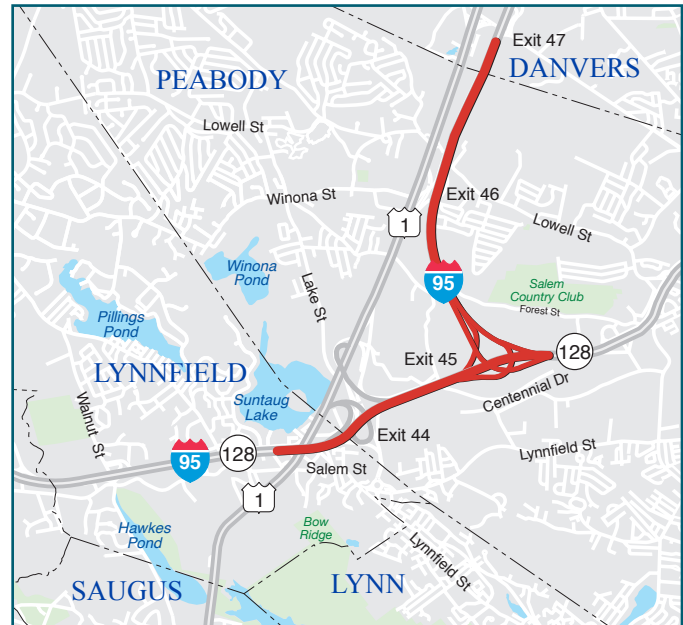 Exit 47
DANVERS
PEABODY
Lowell St
Winona St
Exit 46
1
Lowell St
Winona
Pond
Lake St
95
Salem
Country Club
Forest St
Pillings
Pond
Exit 45
128
LYNNFIELD
Centennial Dr
Suntaug
Lake
Walnut St
Exit 44
Lynnfield St
95
128
Salem St
1
Hawkes
Pond
Bow
Ridge
Lynnfield St
SAUGUS
LYNN